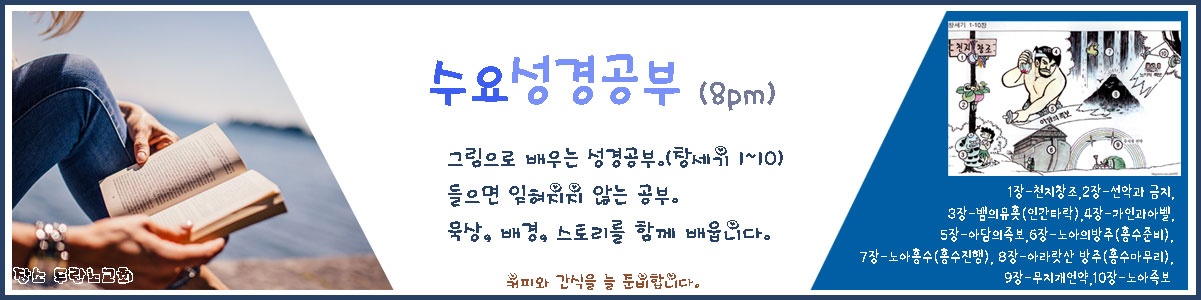 수요성경공부 (8pm)
그림으로 배우는 성경공부.(창세기 1~10)
들으면 잊혀지지 않는 공부.
묵상, 배경, 스토리를 함께 배웁니다.
커피와 간식을 늘 준비합니다.
장소 두란노교회
창세기 1-10장
천지 창조
아담의 족보
1장-천지창조,2장-선악과 금지,
3장-뱀의유혹(인간타락),4장-가인과아벨,
5장-아담의족보,6장-노아의방주(홍수준비),
7장-노아홍수(홍수진행), 8장-아라랏산 방주(홍수마무리),
9장-무지개언약,10장-노아족보